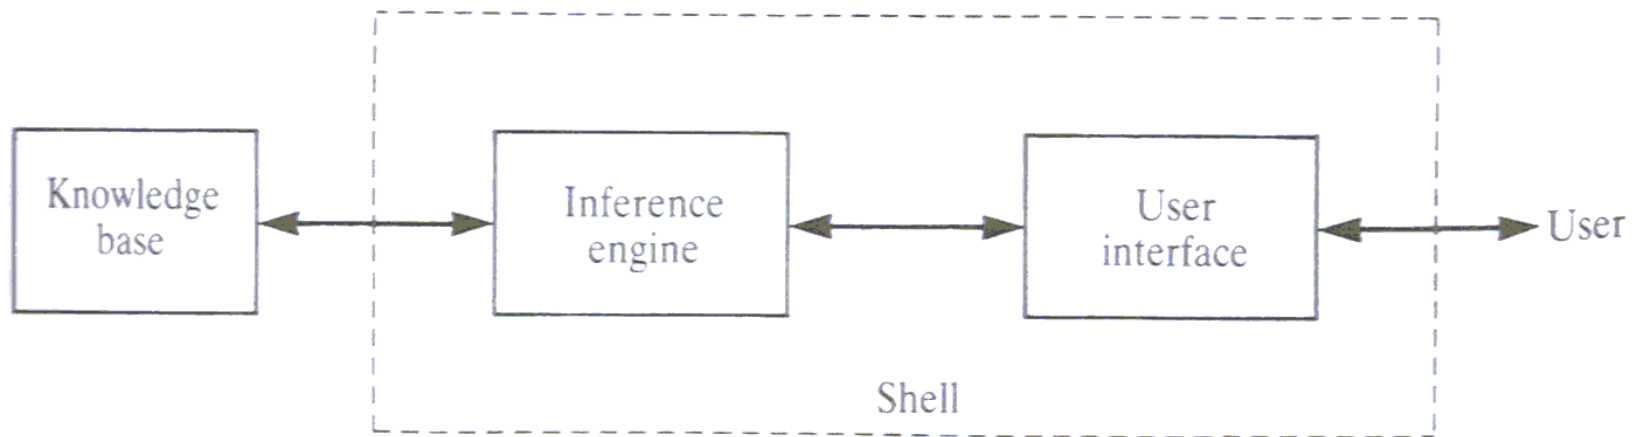 Knowledge
base
Inference
engine
User
interface
User
Shell